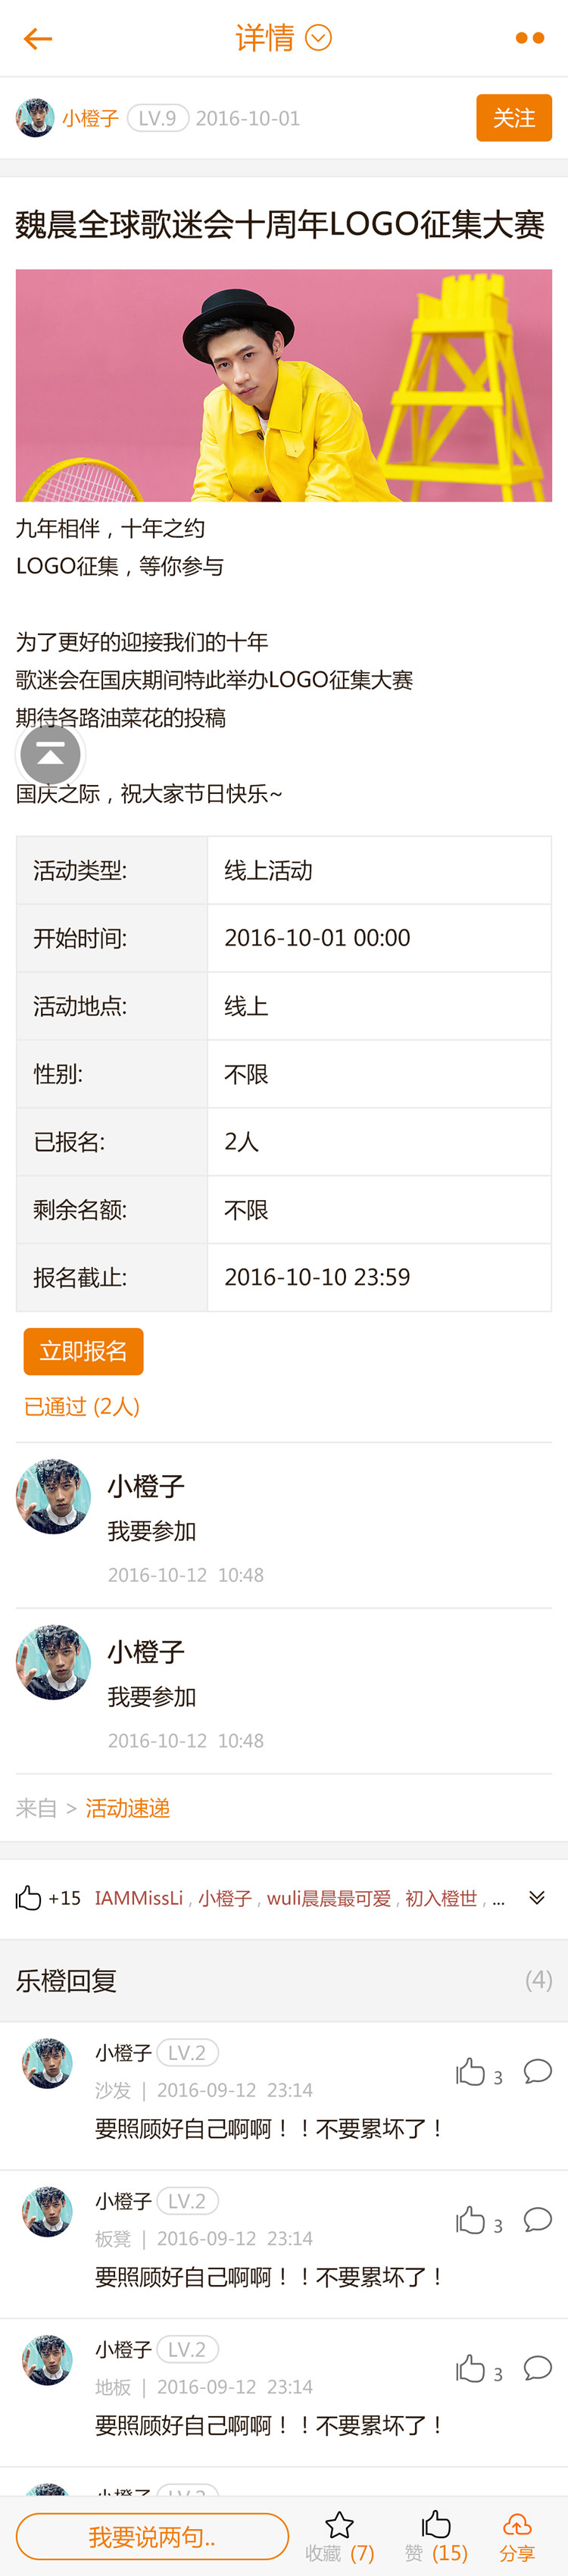 详情
小橙子 LV.9 2016-10-01 关注
魏晨全球歌迷会十周年LOGO征集大赛
九年相伴，十年之约
LOGO征集，等你参与
为了更好的迎接我们的十年
歌迷会在国庆期间特此举办LOGO征集大赛
期待各路油菜花的投稿
国庆之际，祝大家节日快乐~
活动类型: 线上活动
开始时间: 2016-10-01 00:00
活动地点: 线上
性别: 不限
已报名: 2人
剩余名额: 不限
报名截止: 2016-10-10 23:59
立即报名
已通过 (2人)
小橙子
我要参加
2016-10-12 10:48
小橙子
我要参加
2016-10-12 10:48
来自 > 活动速递
+15 IAMMissLi , 小橙子 , wuli晨晨最可爱 , 初入橙世 , ...
乐橙回复 (4)
小橙子 LV.2
沙发 | 2016-09-12 23:14 3
要照顾好自己啊啊！！不要累坏了！
小橙子 LV.2
板凳 | 2016-09-12 23:14 3
要照顾好自己啊啊！！不要累坏了！
小橙子 LV.2
地板 | 2016-09-12 23:14 3
要照顾好自己啊啊！！不要累坏了！
我要说两句.. 收藏 (7) 赞 (15) 分享